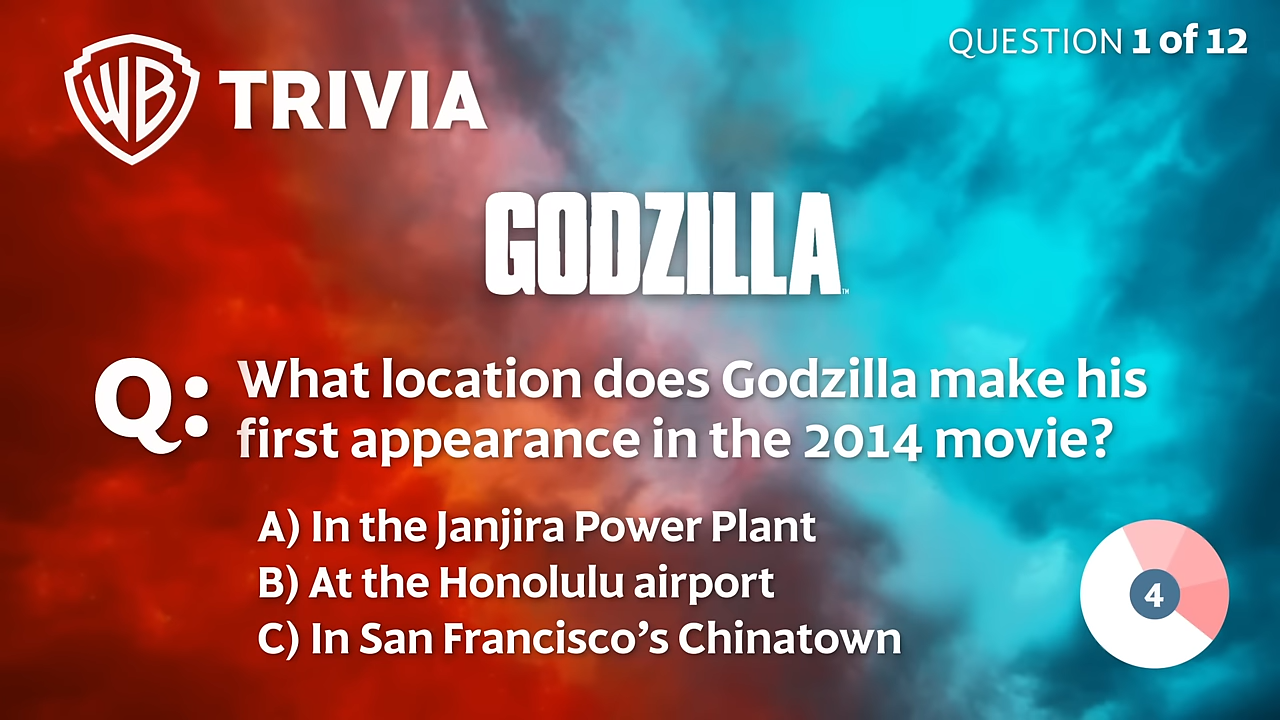 QUESTION 1 of 12
WB TRIVIA
GODZILLA™
Q: What location does Godzilla make his
first appearance in the 2014 movie?
A) In the Janjira Power Plant
B) At the Honolulu airport
C) In San Francisco’s Chinatown
4